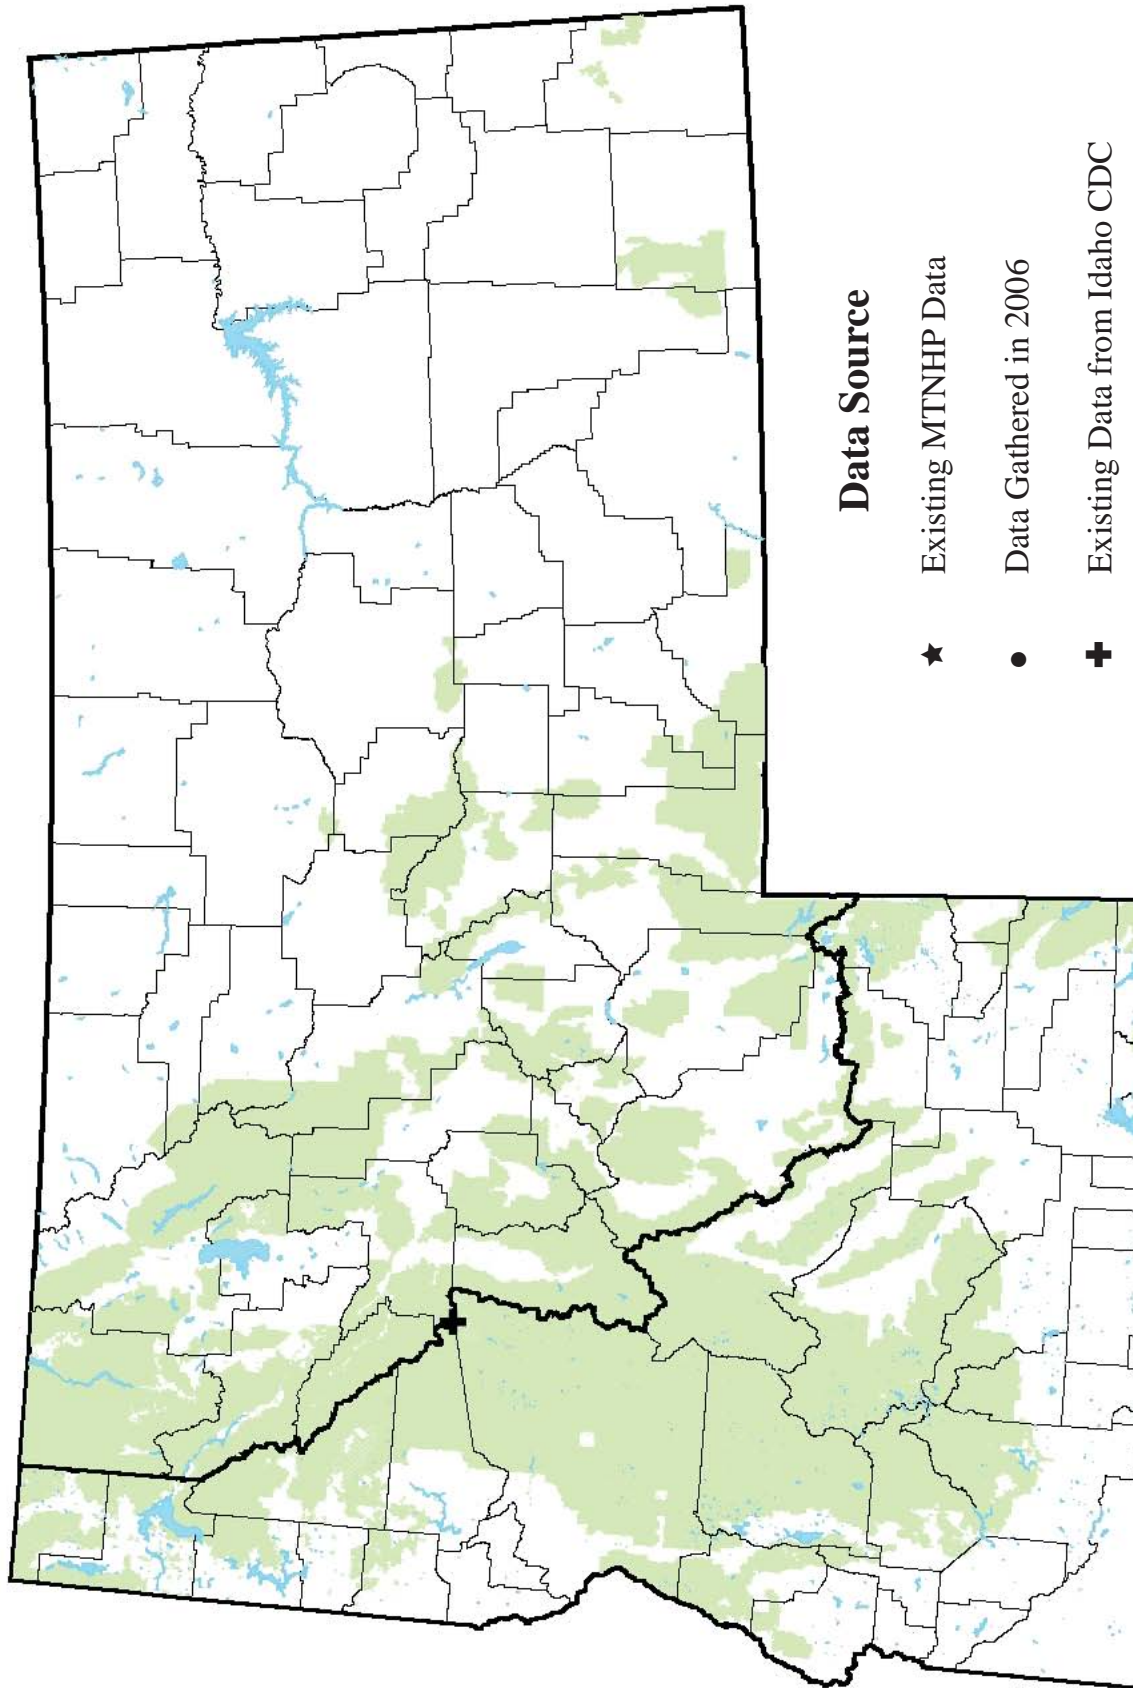 Data Source
Existing MTNHP Data
Data Gathered in 2006
Existing Data from Idaho CDC